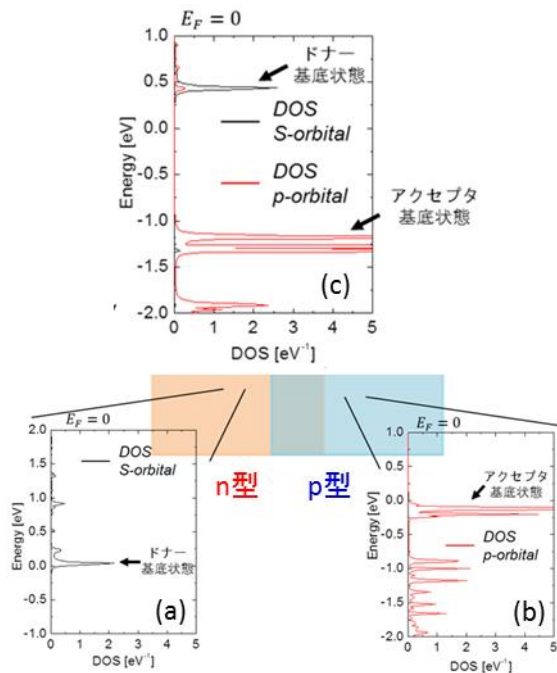 E_F = 0
1.0
0.5
0.0
-0.5
-1.0
-1.5
-2.0
Energy [eV]
ドナー
基底状態
DOS
S-orbital
DOS
p-orbital
アクセプタ
基底状態
(c)
0 1 2 3 4 5
DOS [eV⁻¹]
n型
p型
E_F = 0
2.0
1.5
1.0
0.5
0.0
-0.5
-1.0
Energy [eV]
DOS
S-orbital
ドナー
基底状態
(a)
0 1 2 3 4 5
DOS [eV⁻¹]
E_F = 0
1.0
0.5
0.0
-0.5
-1.0
-1.5
-2.0
Energy [eV]
アクセプタ
基底状態
DOS
p-orbital
(b)
0 1 2 3 4 5
DOS [eV⁻¹]